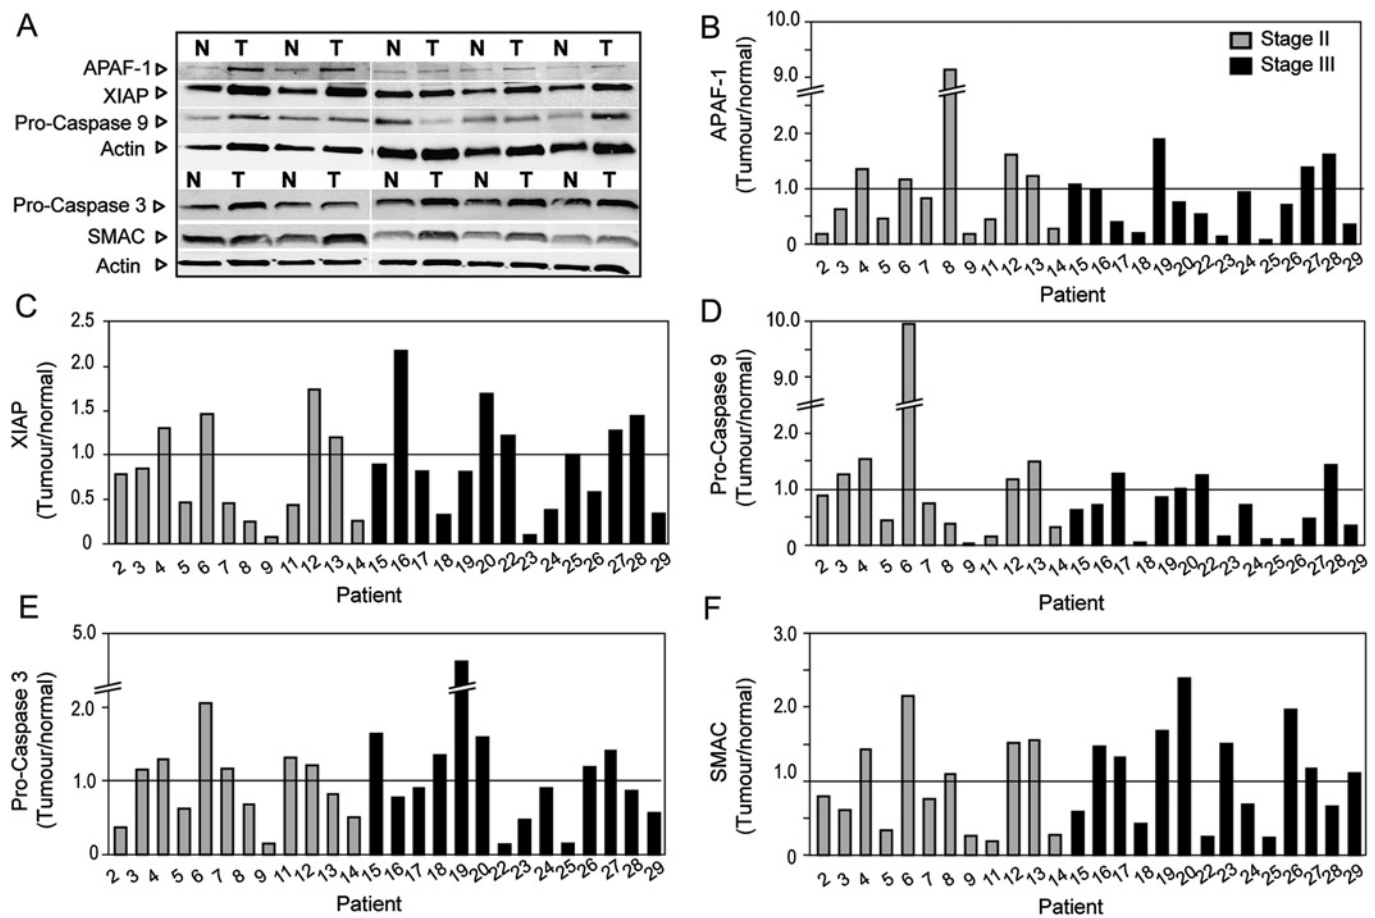 A
N T N T N T N T N T
APAF-1
XIAP
Pro-Caspase 9
Actin
N T N T N T N T N T
Pro-Caspase 3
SMAC
Actin
B
APAF-1
(Tumour/normal)
10.0
9.0
2.0
1.0
0
Stage II
Stage III
2 3 4 5 6 7 8 9 11 12 13 14 15 16 17 18 19 20 22 23 24 25 26 27 28 29
Patient
C
XIAP
(Tumour/normal)
2.5
2.0
1.5
1.0
0.5
0
2 3 4 5 6 7 8 9 11 12 13 14 15 16 17 18 19 20 22 23 24 25 26 27 28 29
Patient
D
Pro-Caspase 9
(Tumour/normal)
10.0
9.0
2.0
1.0
0
2 3 4 5 6 7 8 9 11 12 13 14 15 16 17 18 19 20 22 23 24 25 26 27 28 29
Patient
E
Pro-Caspase 3
(Tumour/normal)
5.0
2.0
1.0
0
2 3 4 5 6 7 8 9 11 12 13 14 15 16 17 18 19 20 22 23 24 25 26 27 28 29
Patient
F
SMAC
(Tumour/normal)
3.0
2.0
1.0
0
2 3 4 5 6 7 8 9 11 12 13 14 15 16 17 18 19 20 22 23 24 25 26 27 28 29
Patient